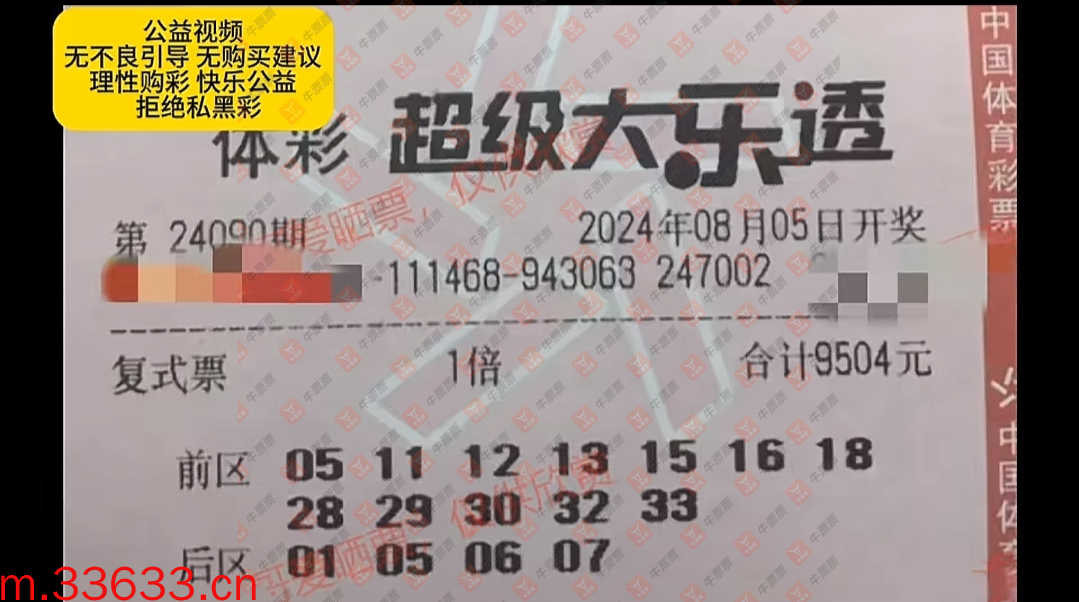 公益视频
无不良引导 无购买建议
理性购彩 快乐公益
拒绝私黑彩
体彩 超级大乐透
第 24090期
2024年08月05日开奖
-111468-943063 247002
复式票 1倍 合计9504元
前区 05 11 12 13 15 16 18
28 29 30 32 33
后区 01 05 06 07
中国体育彩票
m.33633.cn